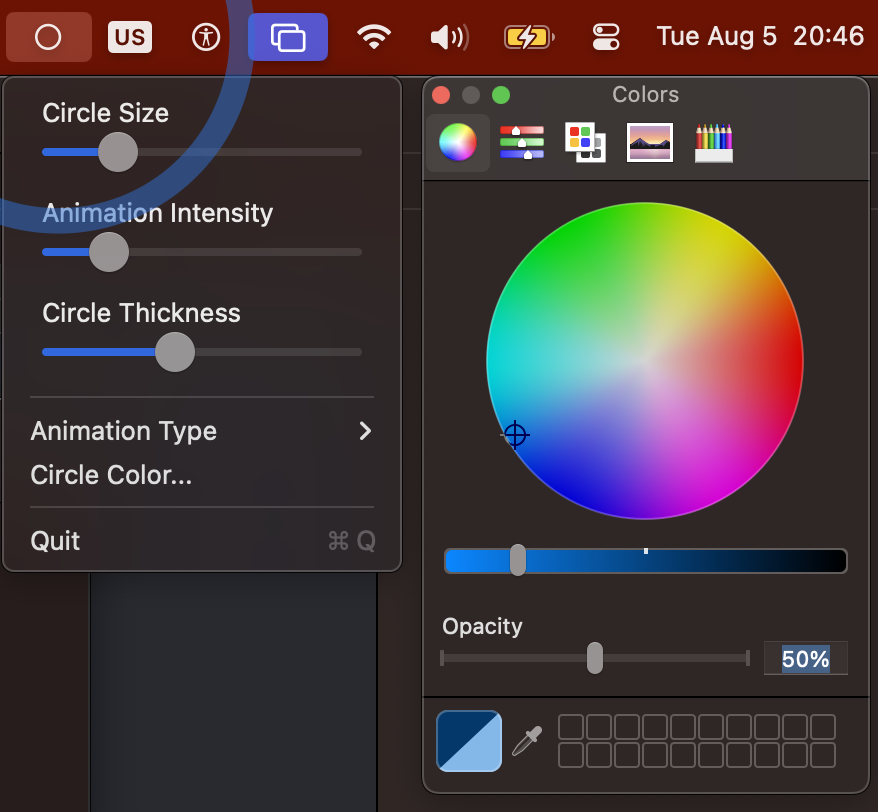 US
Tue Aug 5 20:46
Circle Size
Animation Intensity
Circle Thickness
Animation Type
Circle Color...
Quit ⌘ Q
Colors
Opacity
50%